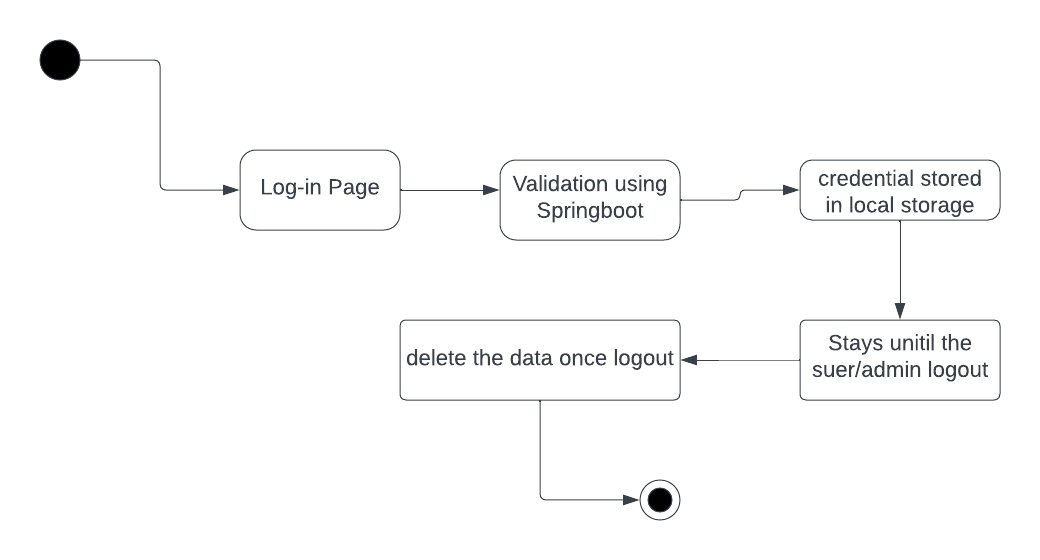 Log-in Page
Validation using
Springboot
credential stored
in local storage
Stays unitil the
suer/admin logout
delete the data once logout